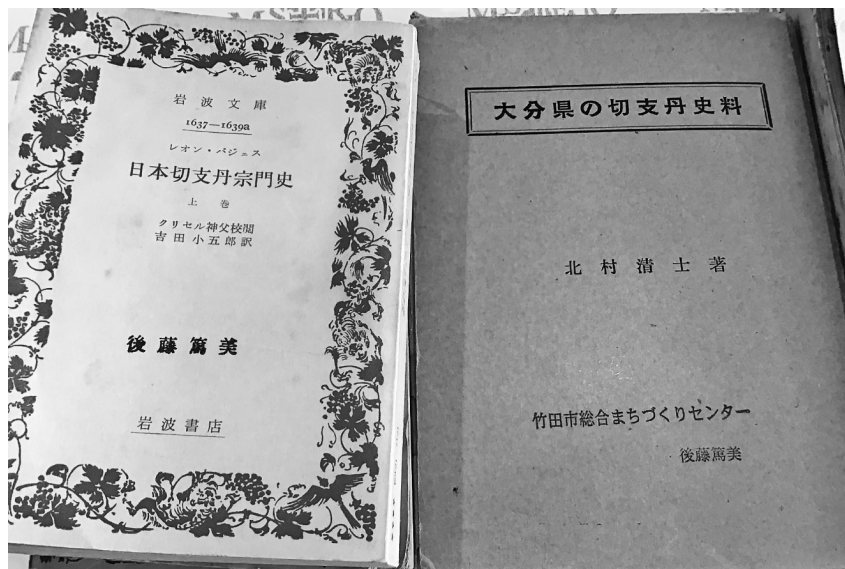 岩波文庫
1637—1639a
レオン・パジェス
日本切支丹宗門史
上巻
クリセル神父校閲
吉田小五郎訳
後藤篤美
岩波書店
大分県の切支丹史料
北村清士著
竹田市総合まちづくりセンター
後藤篤美